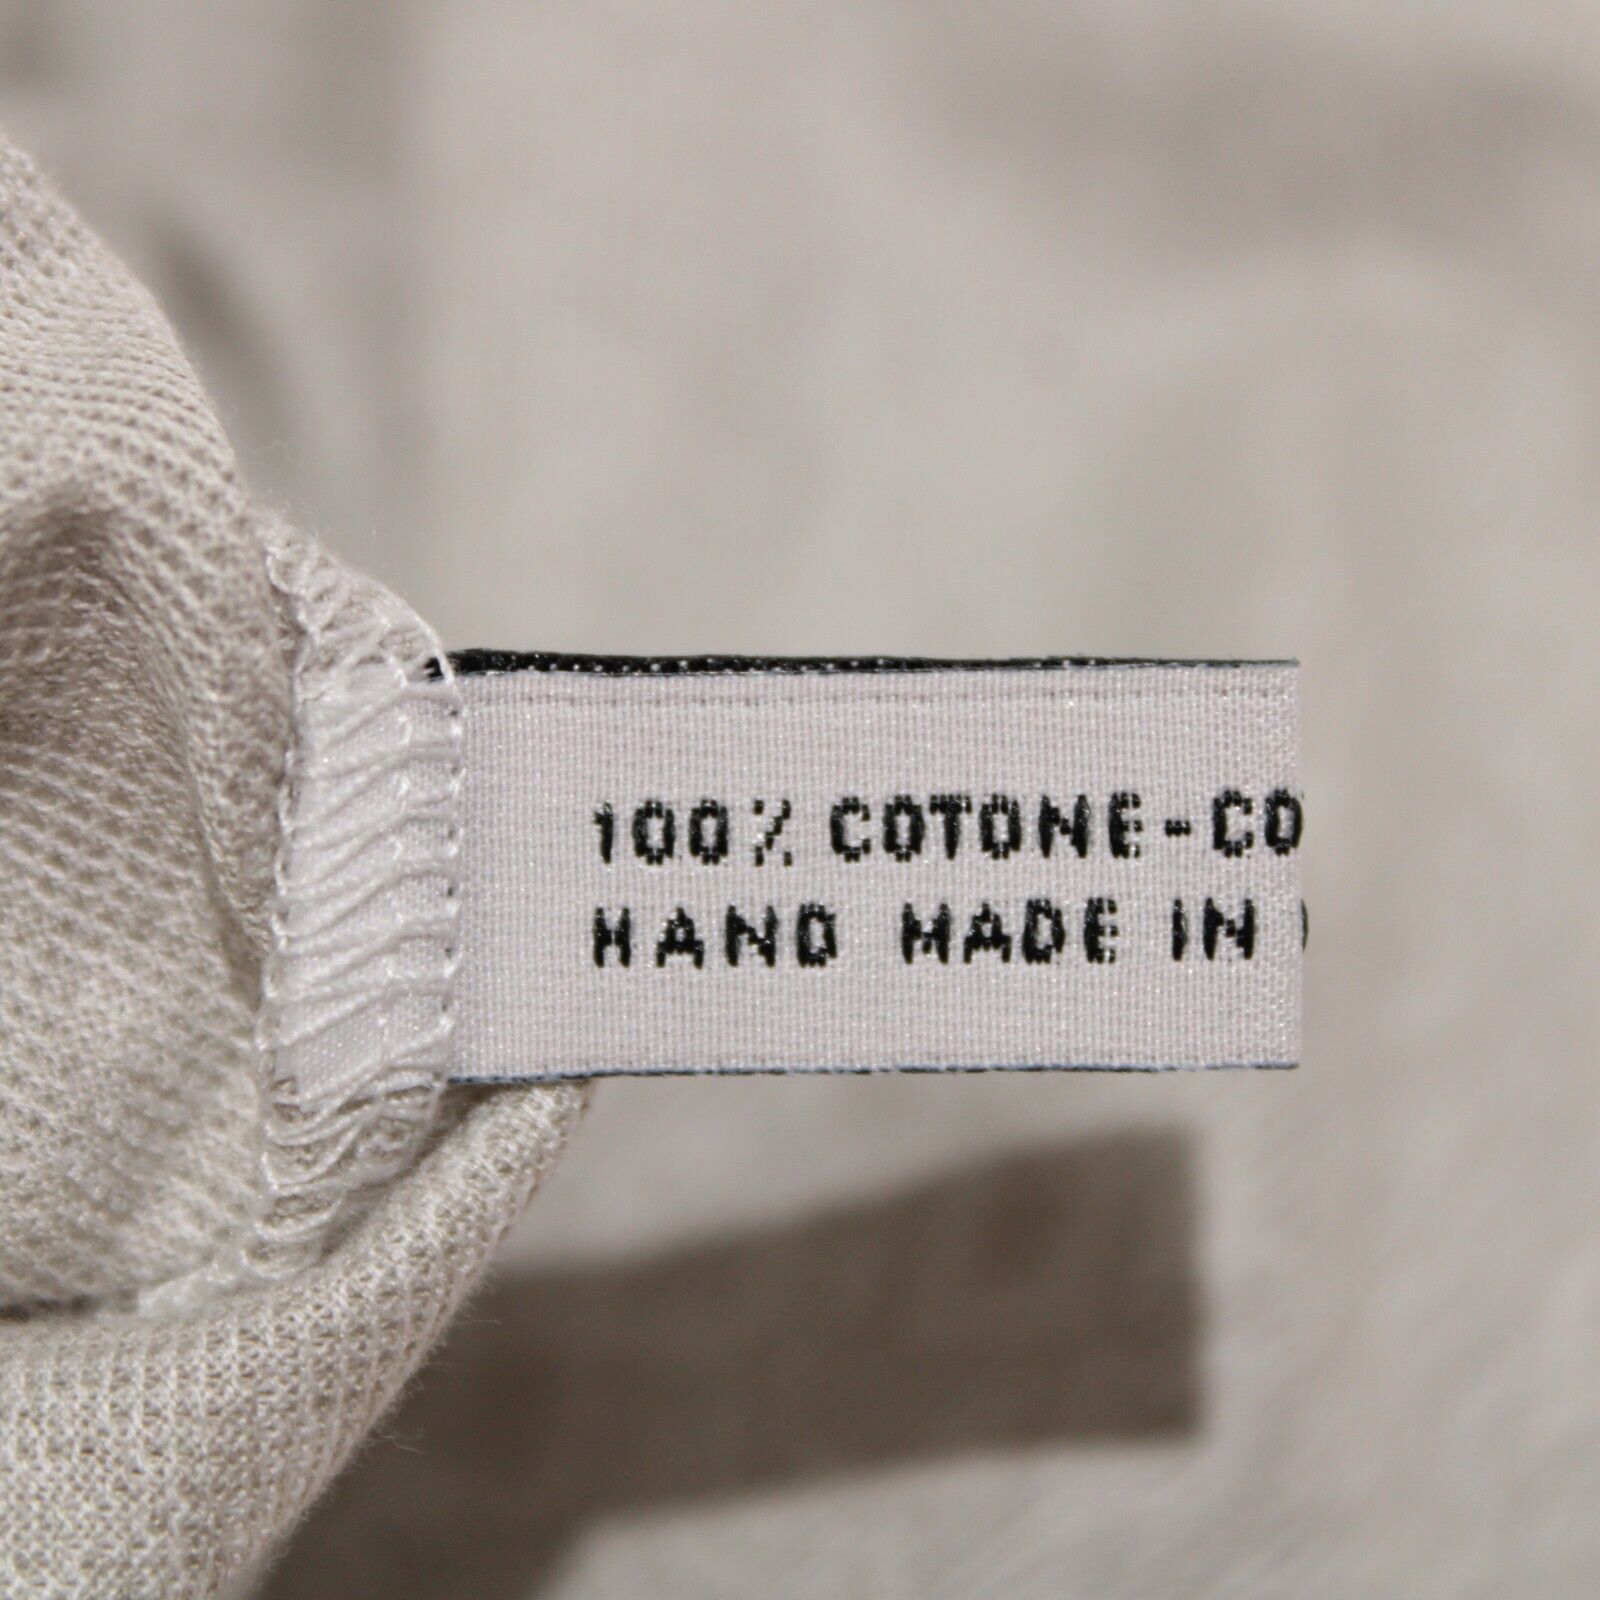 100% COTONE-CO
HAND MADE IN